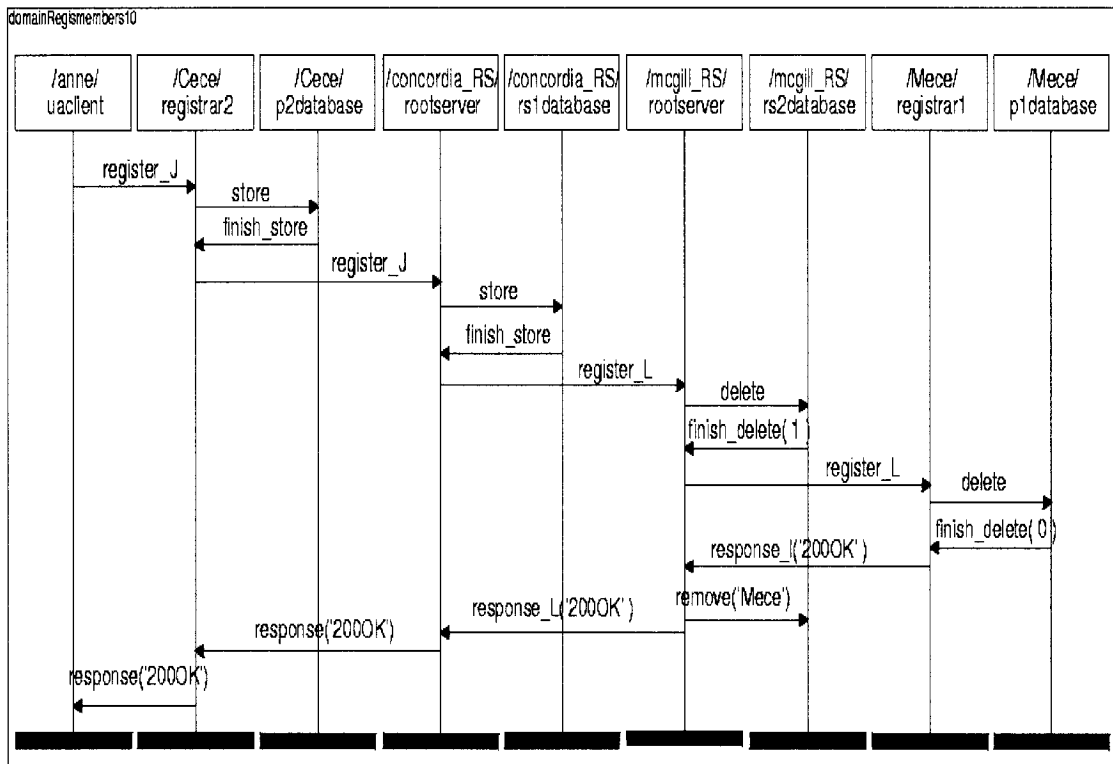 domainRegismembers10
/anne/
uaclient
/Cece/
registrar2
/Cece/
p2database
/concordia_RS/
rootserver
/concordia_RS/
rs1database
/mcgill_RS/
rootserver
/mcgill_RS/
rs2database
/Mece/
registrar1
/Mece/
p1database
register_J
store
finish_store
register_J
store
finish_store
register_L
delete
finish_delete( 1 )
register_L
delete
finish_delete( 0 )
response_l('200OK' )
remove('Mece')
response_L('200OK' )
response('200OK')
response('200OK')